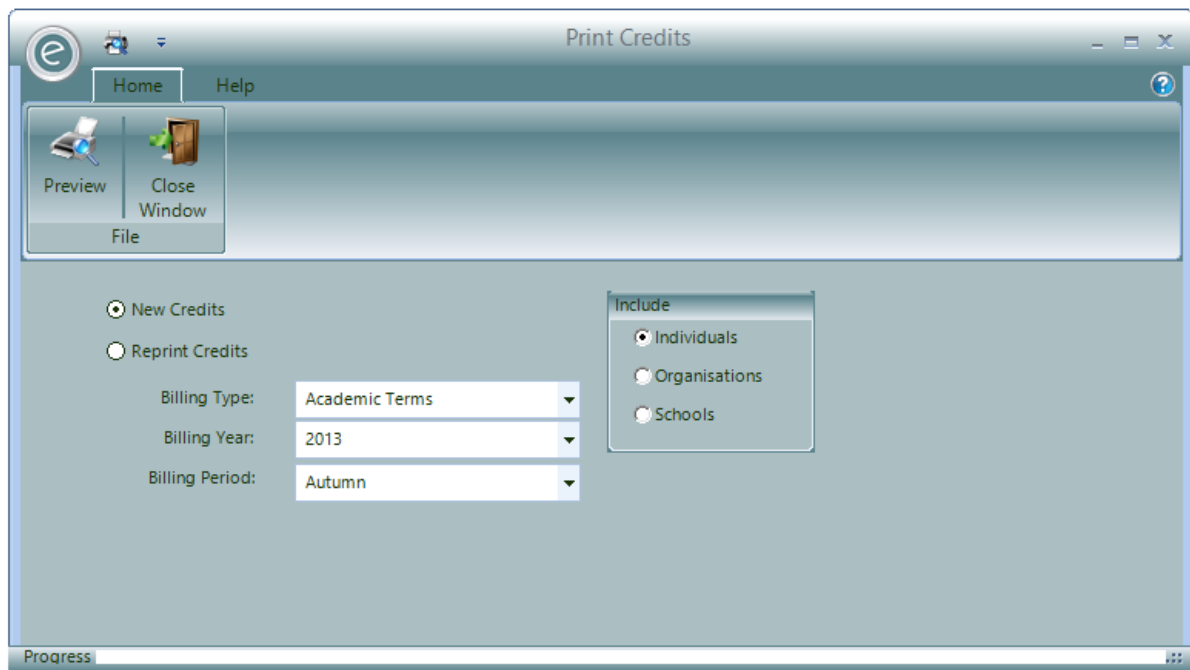 Print Credits
Home Help
Preview
Close
Window
File
New Credits
Reprint Credits
Billing Type: Academic Terms
Billing Year: 2013
Billing Period: Autumn
Include
Individuals
Organisations
Schools
Progress